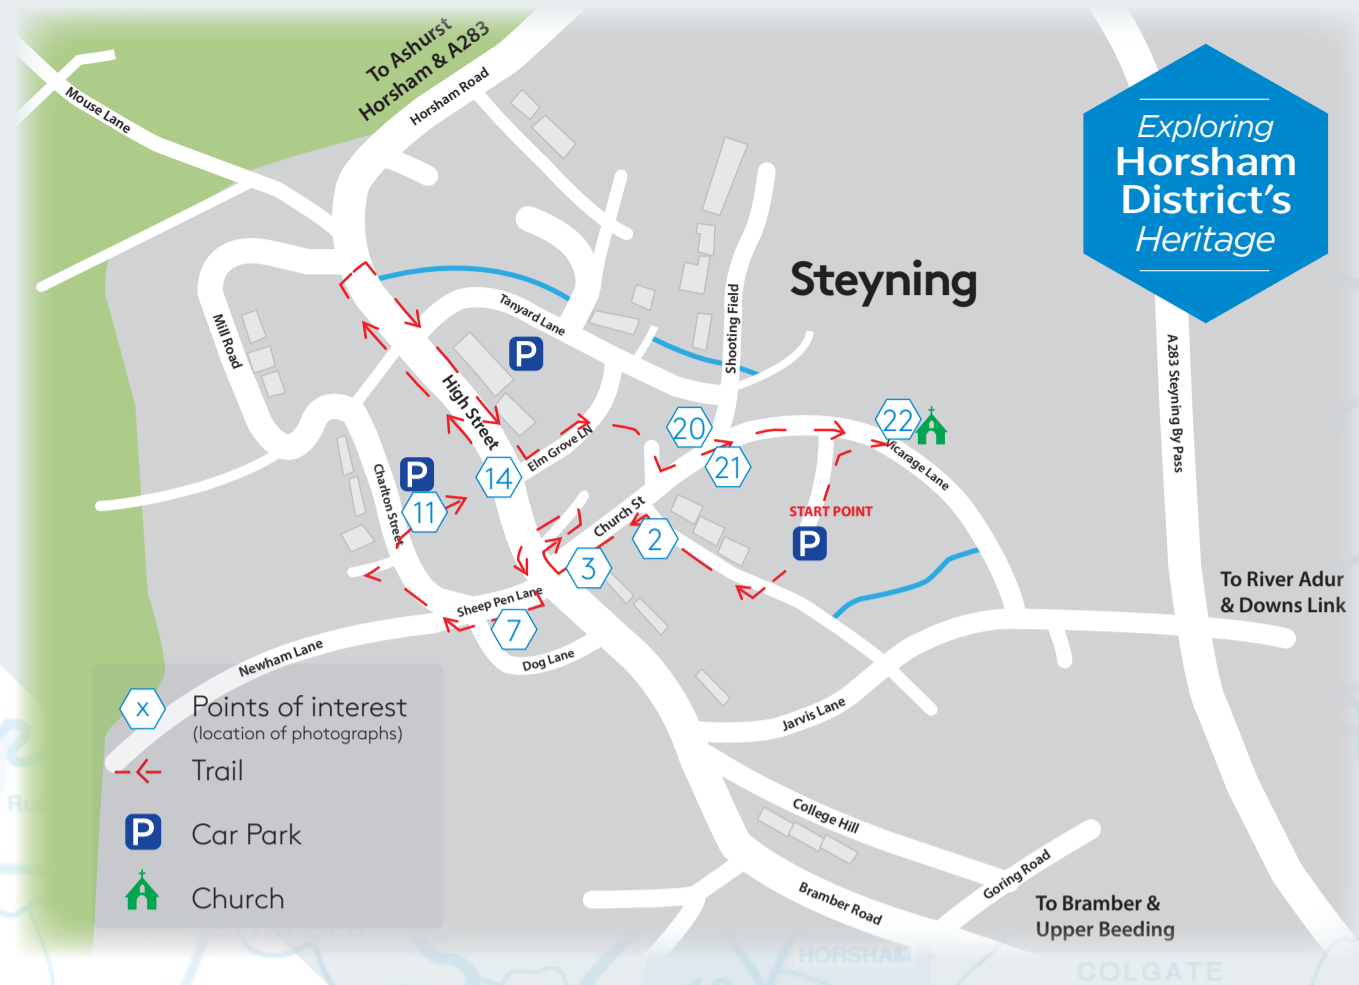 To Ashurst
Horsham & A283
Horsham Road
Mouse Lane
Exploring
Horsham
District's
Heritage
Steyning
Tanyard Lane
Shooting Field
Mill Road
P
High Street
A283 Steyning By Pass
Elm Grove LN
20
21
22
Vicarage Lane
14
P
11
Charlton Street
Church St
START POINT
P
2
3
Sheep Pen Lane
7
Dog Lane
Newham Lane
To River Adur
& Downs Link
Jarvis Lane
College Hill
Goring Road
Bramber Road
To Bramber &
Upper Beeding
x
Points of interest
(location of photographs)
Trail
P
Car Park
Church
HORSHAM
COLGATE